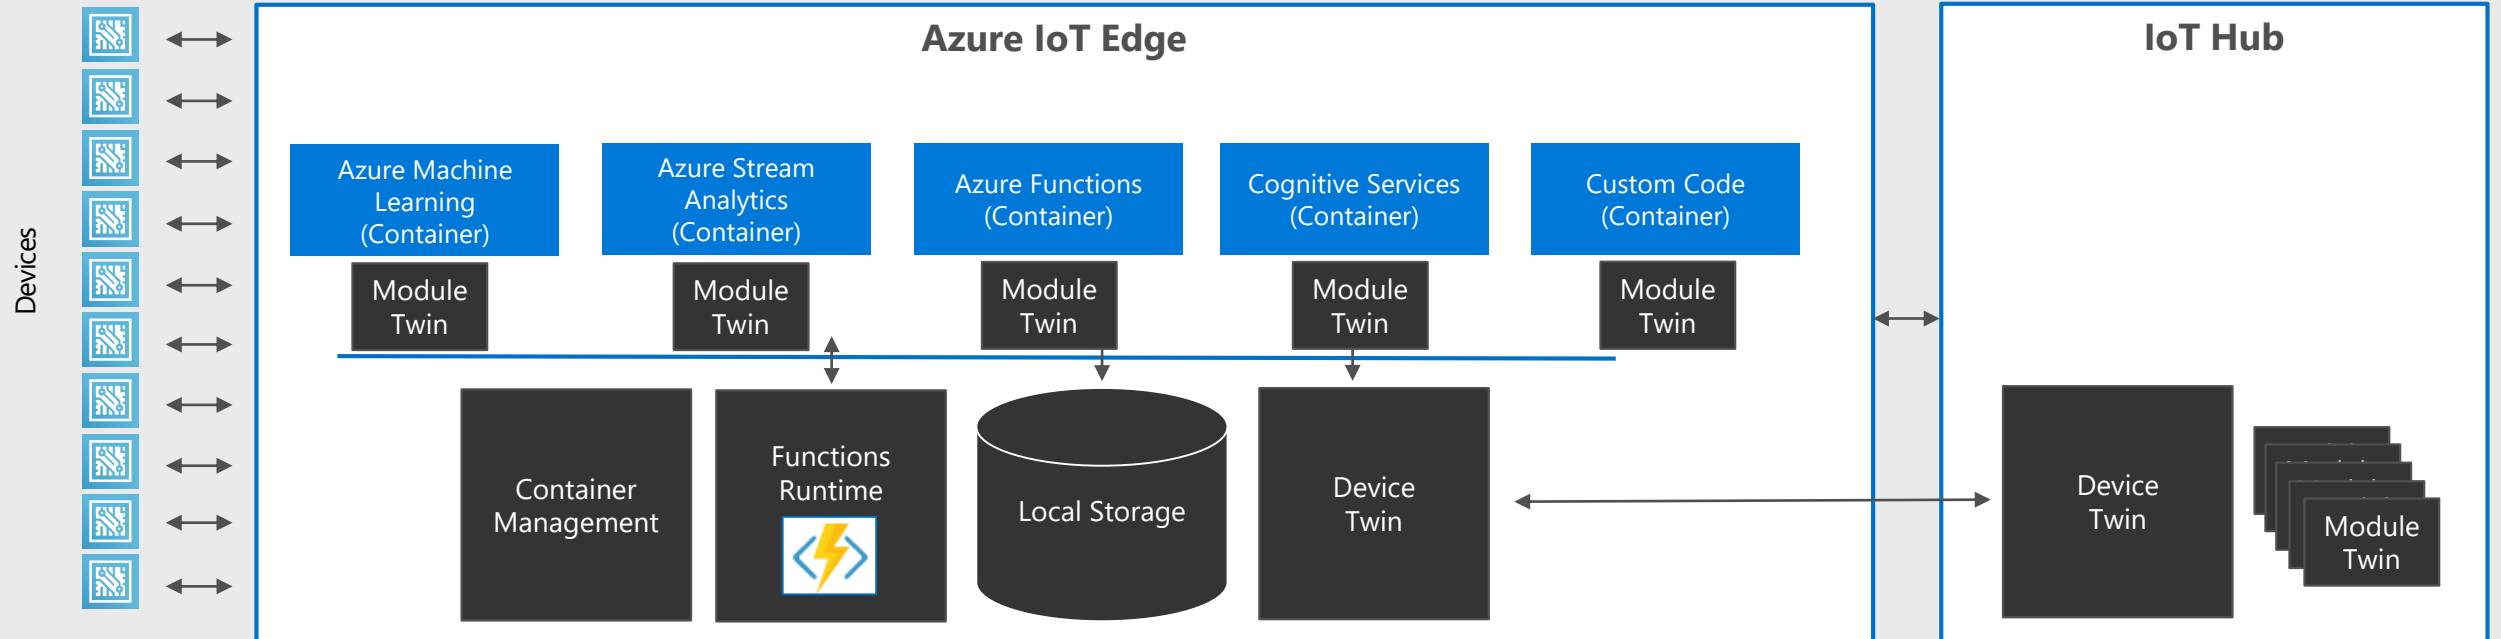 Devices
Azure IoT Edge
IoT Hub
Azure Machine
Learning
(Container)
Azure Stream
Analytics
(Container)
Azure Functions
(Container)
Cognitive Services
(Container)
Custom Code
(Container)
Module
Twin
Module
Twin
Module
Twin
Module
Twin
Module
Twin
Container
Management
Functions
Runtime
Local Storage
Device
Twin
Device
Twin
Module
Twin